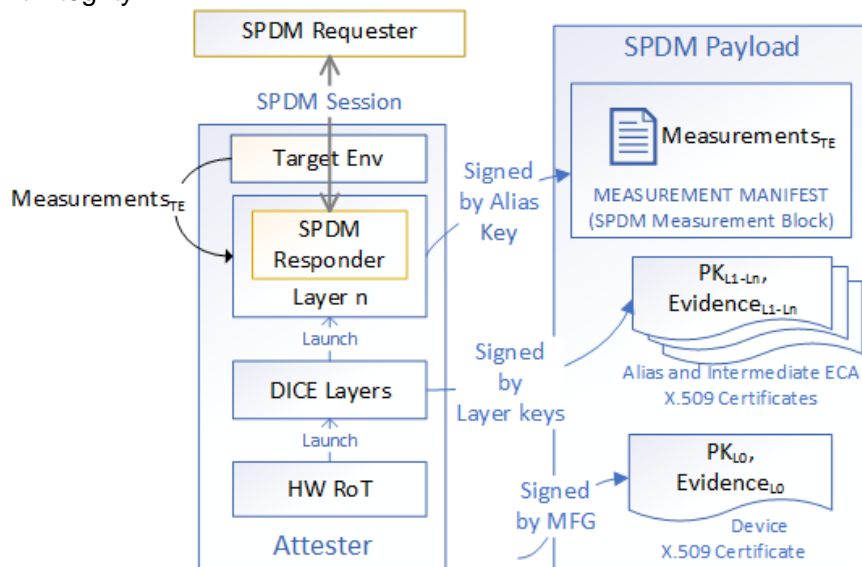 SPDM Requester
SPDM Session
Target Env
Measurements_TE
SPDM
Responder
Layer n
Launch
DICE Layers
Launch
HW RoT
Attester
Signed
by Alias
Key
Signed
by
Layer keys
Signed
by MFG
SPDM Payload
Measurements_TE
MEASUREMENT MANIFEST
(SPDM Measurement Block)
PK_L1-Ln,
Evidence_L1-Ln
Alias and Intermediate ECA
X.509 Certificates
PK_L0,
Evidence_L0
Device
X.509 Certificate